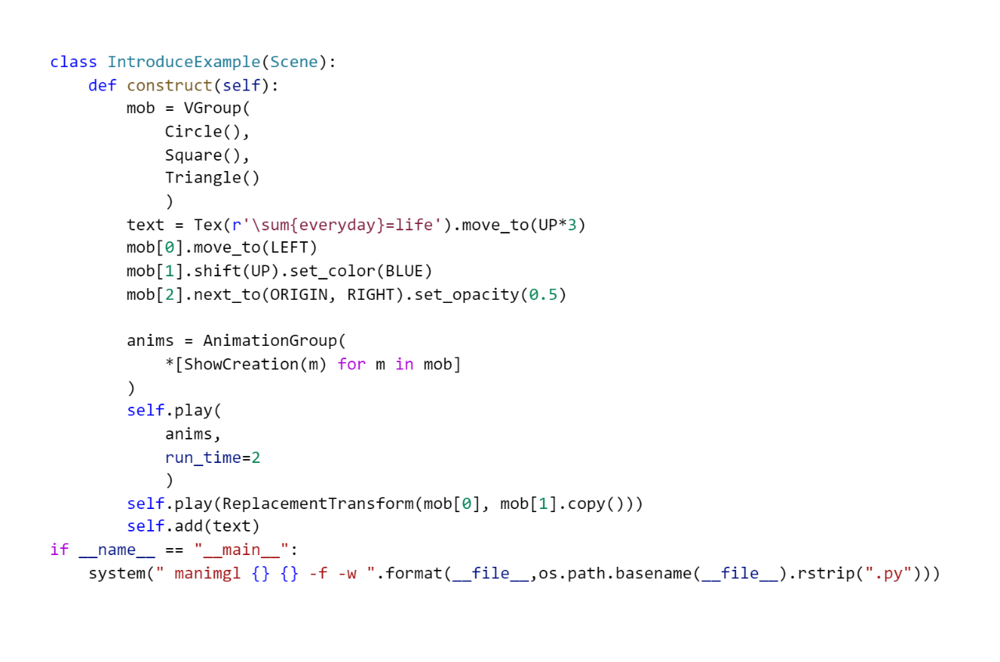 class IntroduceExample(Scene):
    def construct(self):
        mob = VGroup(
            Circle(),
            Square(),
            Triangle()
            )
        text = Tex(r'\sum{everyday}=life').move_to(UP*3)
        mob[0].move_to(LEFT)
        mob[1].shift(UP).set_color(BLUE)
        mob[2].next_to(ORIGIN, RIGHT).set_opacity(0.5)

        anims = AnimationGroup(
            *[ShowCreation(m) for m in mob]
        )
        self.play(
            anims,
            run_time=2
            )
        self.play(ReplacementTransform(mob[0], mob[1].copy()))
        self.add(text)
if __name__ == "__main__":
    system(" manimgl {} {} -f -w ".format(__file__,os.path.basename(__file__).rstrip(".py")))